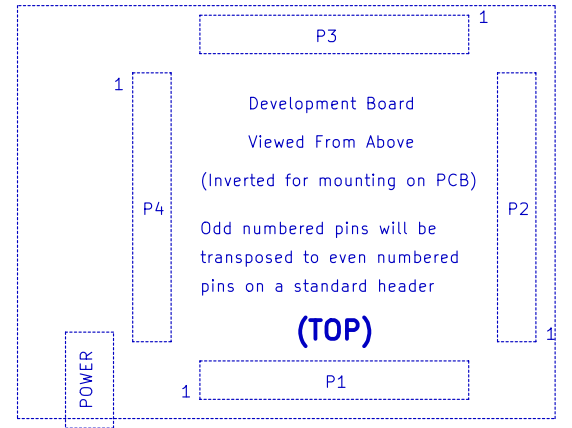 1
P3
1
Development Board
Viewed From Above
(Inverted for mounting on PCB)
P4
P2
Odd numbered pins will be
transposed to even numbered
pins on a standard header
(TOP)
1
POWER
P1
1